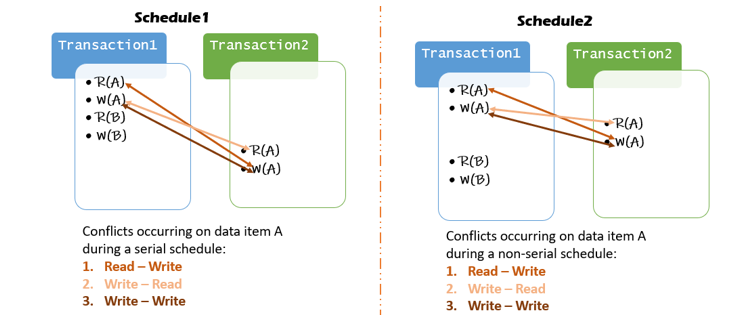 Schedule1
Transaction1
Transaction2
R(A)
W(A)
R(B)
W(B)
R(A)
W(A)
Conflicts occurring on data item A
during a serial schedule:
1. Read – Write
2. Write – Read
3. Write – Write
Schedule2
Transaction1
Transaction2
R(A)
W(A)
R(A)
W(A)
R(B)
W(B)
Conflicts occurring on data item A
during a non-serial schedule:
1. Read – Write
2. Write – Read
3. Write – Write